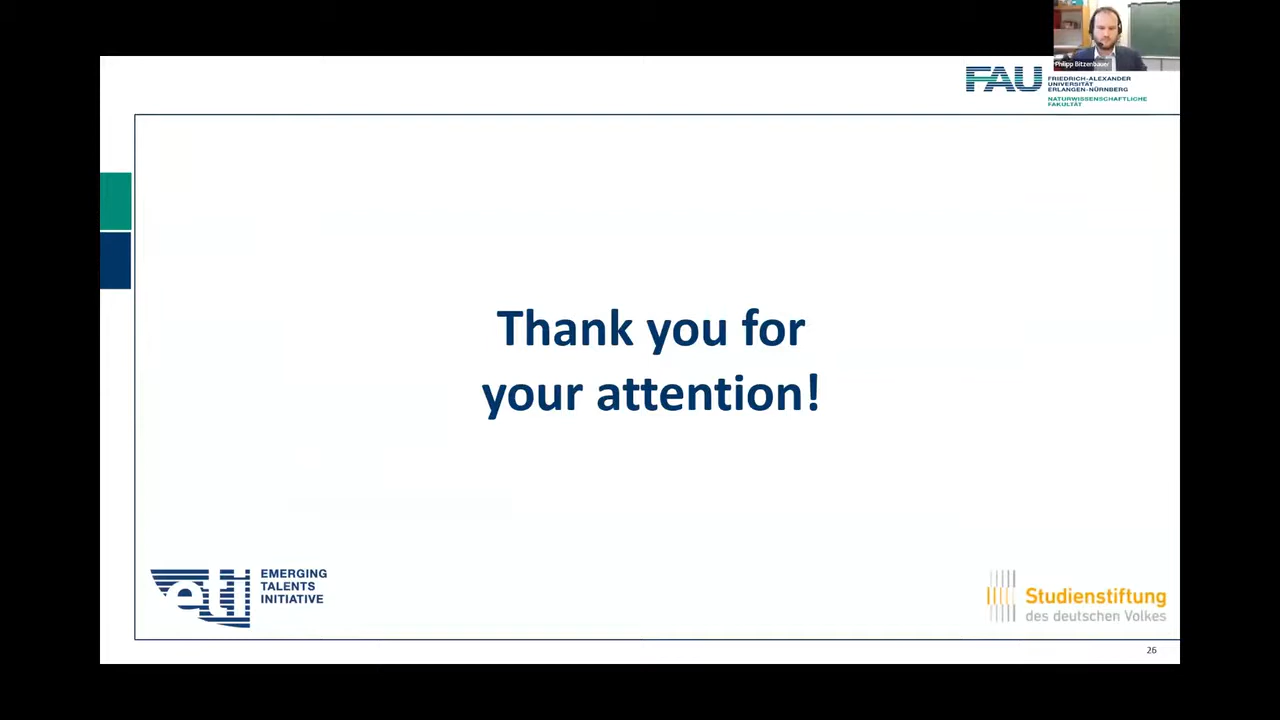 Philipp Bitzenbauer
FAU
FRIEDRICH-ALEXANDER
UNIVERSITÄT
ERLANGEN-NÜRNBERG
NATURWISSENSCHAFTLICHE
FAKULTÄT
Thank you for
your attention!
eti
EMERGING
TALENTS
INITIATIVE
Studienstiftung
des deutschen Volkes
26